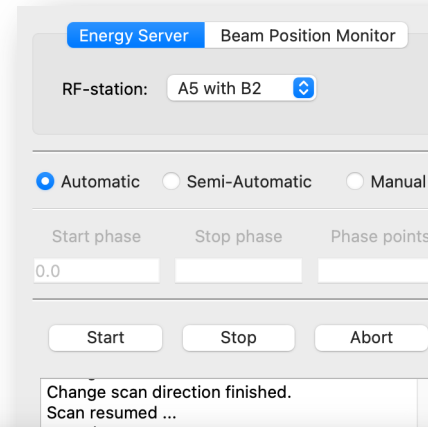 Energy Server Beam Position Monitor
RF-station: A5 with B2
Automatic Semi-Automatic Manual
Start phase Stop phase Phase points
0.0
Start Stop Abort
Change scan direction finished.
Scan resumed ...